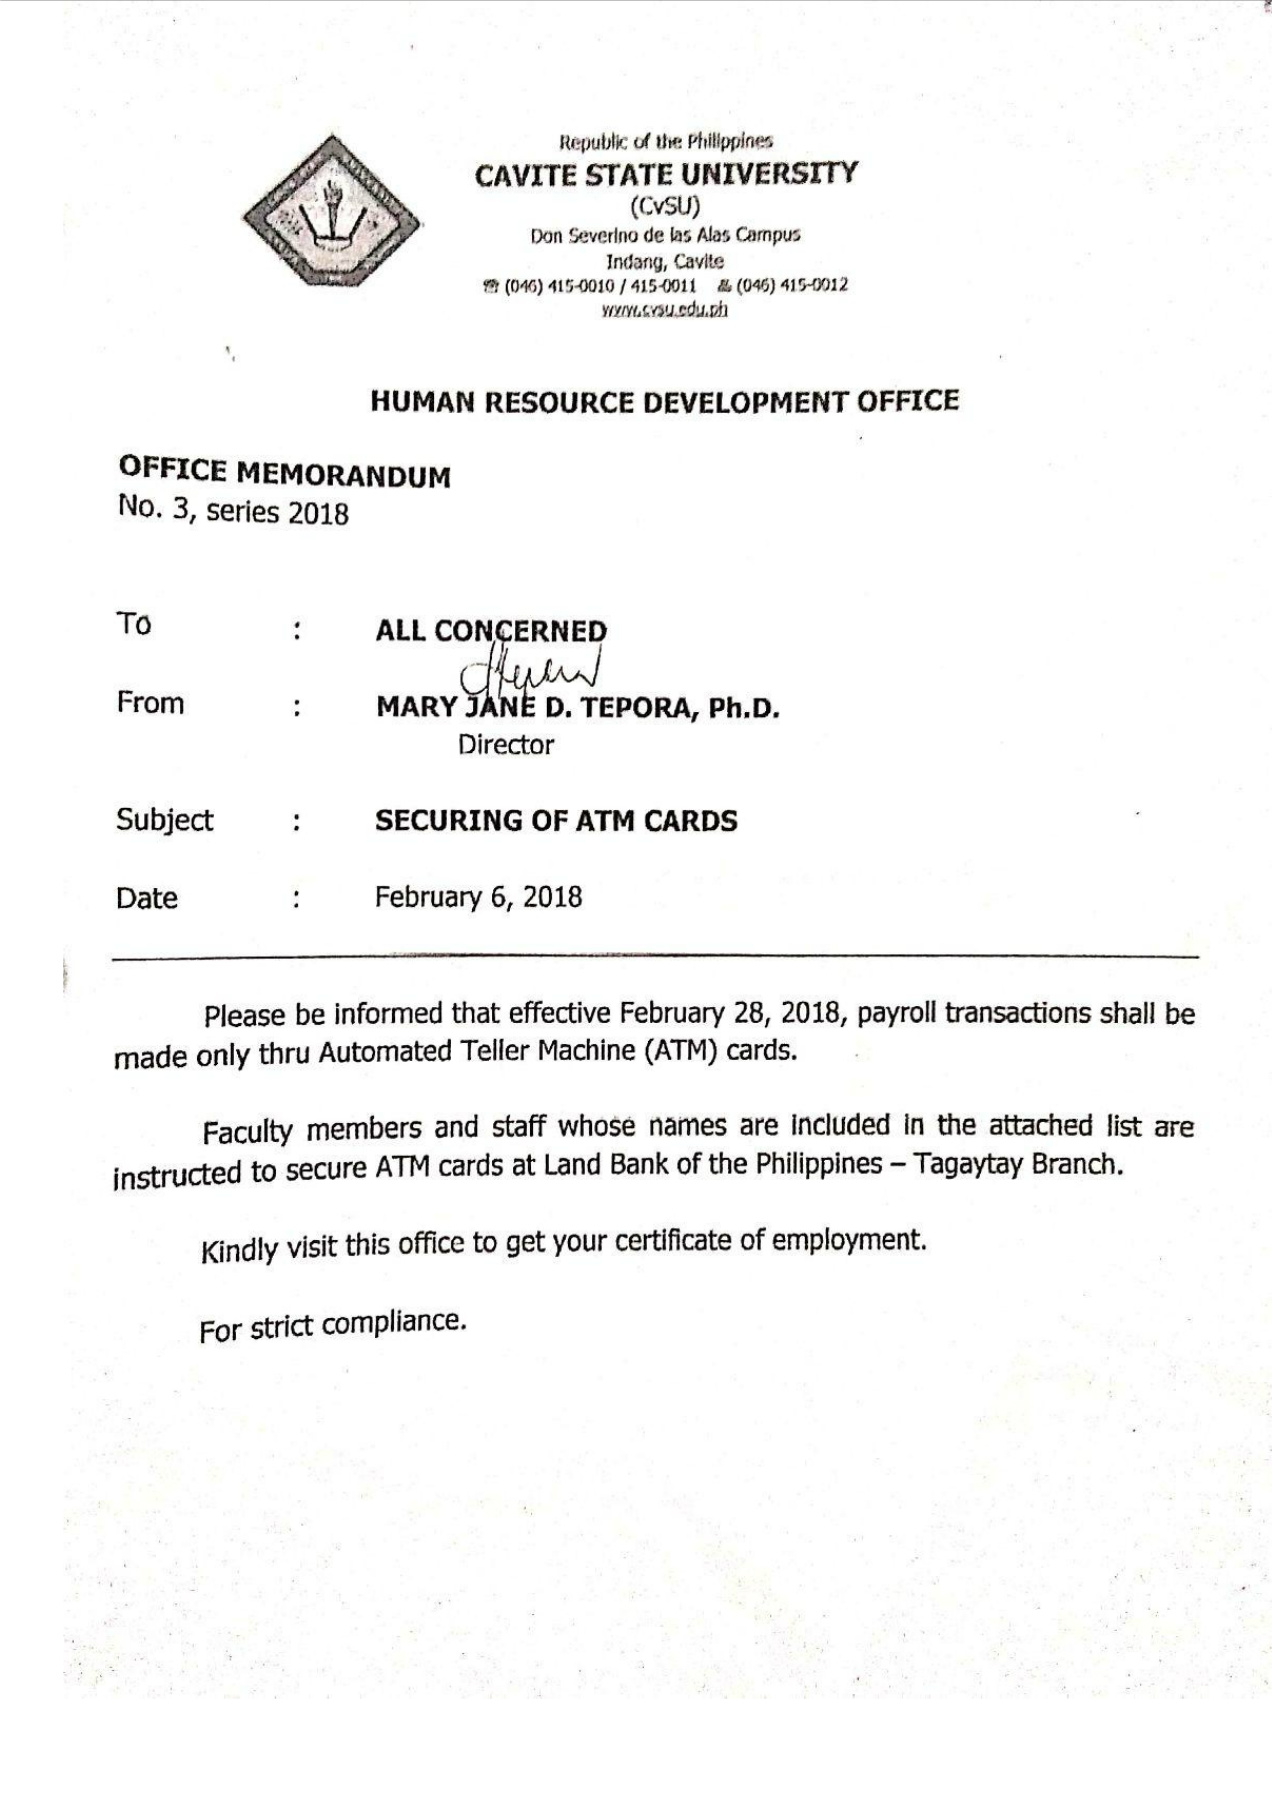 Republic of the Philippines
CAVITE STATE UNIVERSITY
(CvSU)
Don Severino de las Alas Campus
Indang, Cavite
☎ (046) 415-0010 / 415-0011 (046) 415-0012
www.cvsu.edu.ph
HUMAN RESOURCE DEVELOPMENT OFFICE
OFFICE MEMORANDUM
No. 3, series 2018
To : ALL CONCERNED
From : MARY JANE D. TEPORA, Ph.D.
Director
Subject : SECURING OF ATM CARDS
Date : February 6, 2018
Please be informed that effective February 28, 2018, payroll transactions shall be
made only thru Automated Teller Machine (ATM) cards.
Faculty members and staff whose names are included in the attached list are
instructed to secure ATM cards at Land Bank of the Philippines – Tagaytay Branch.
Kindly visit this office to get your certificate of employment.
For strict compliance.